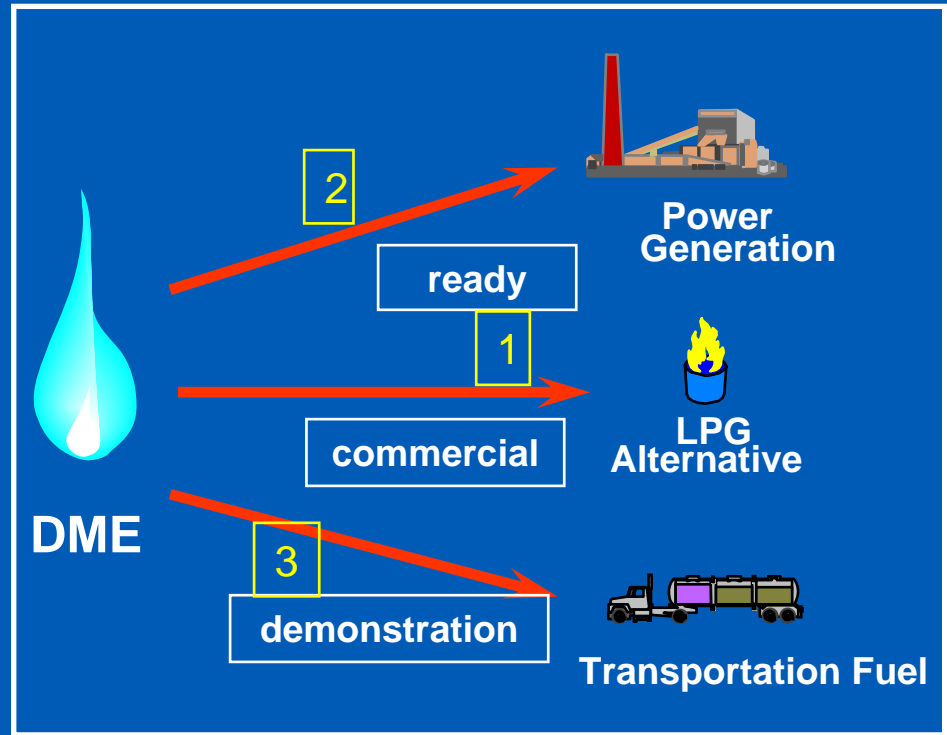 2
Power
Generation
ready
1
LPG
Alternative
commercial
DME
3
demonstration
Transportation Fuel